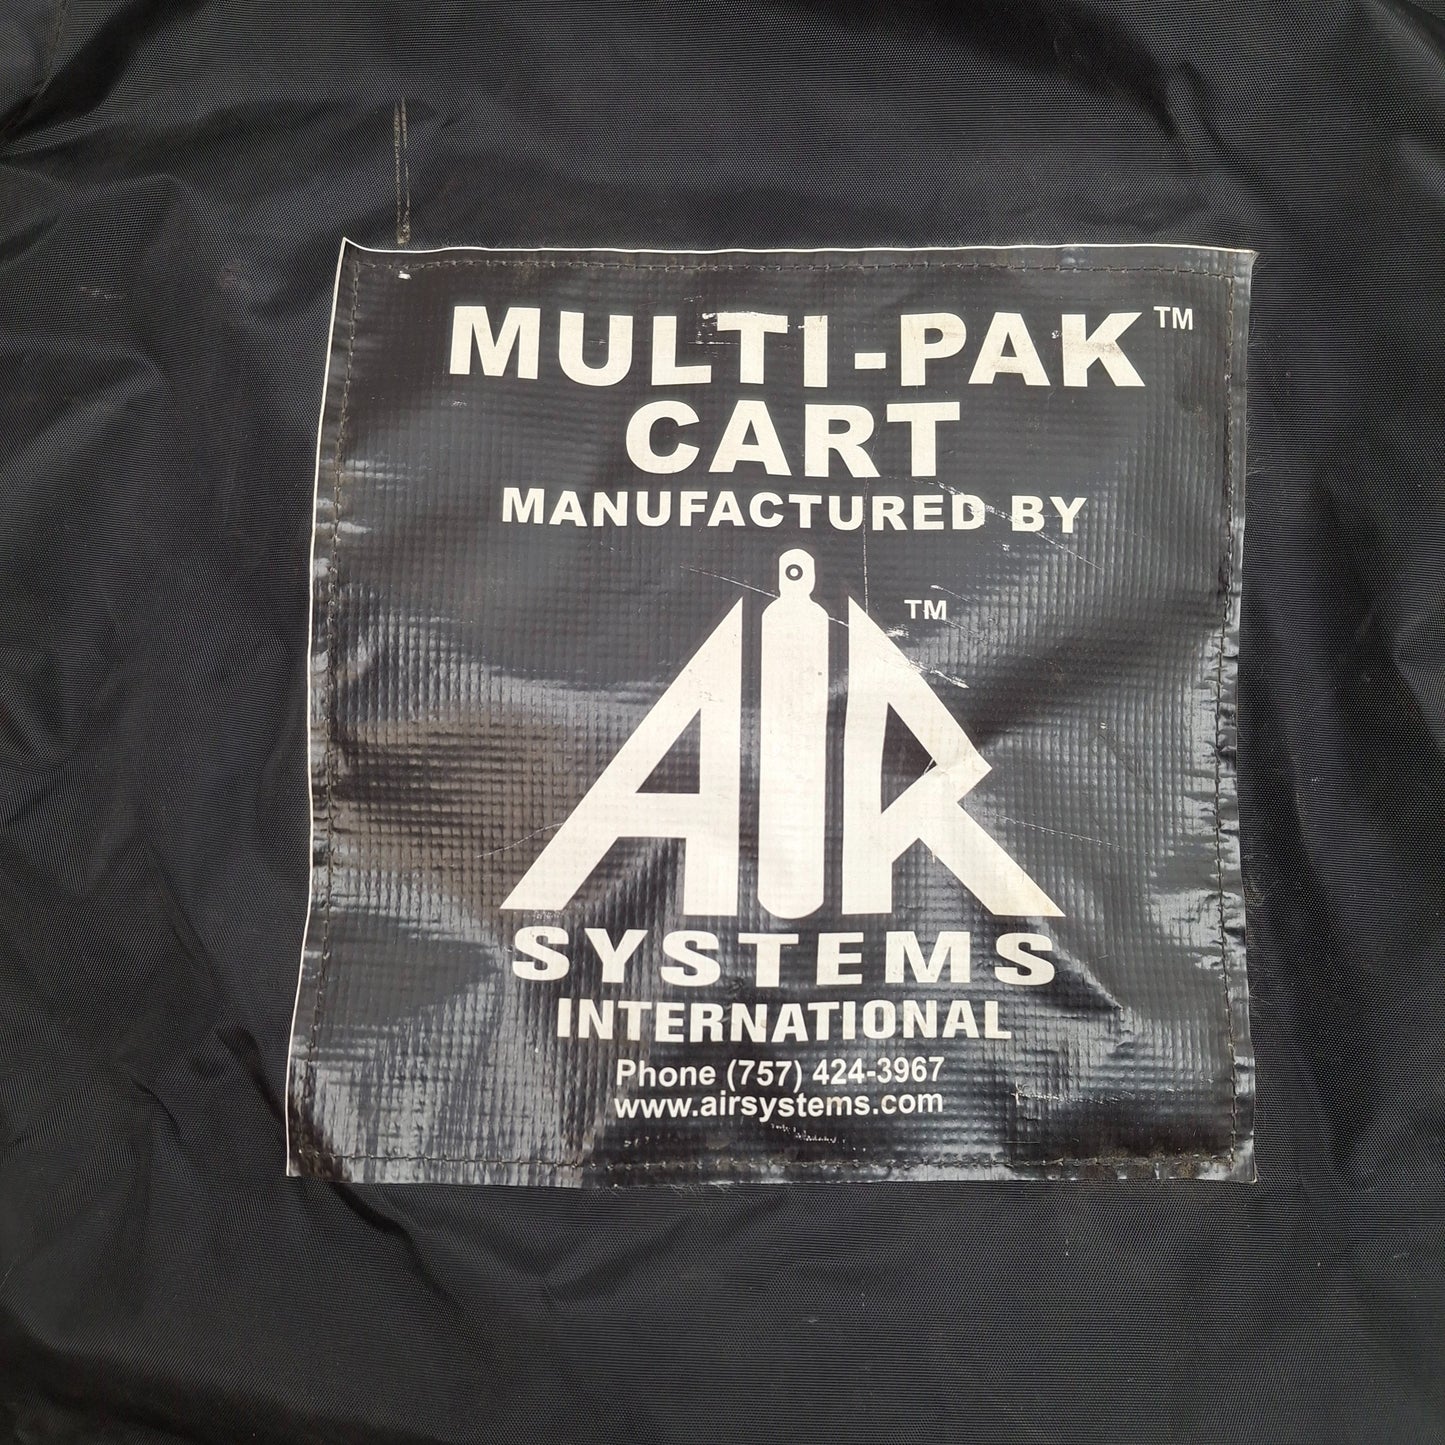 MULTI-PAK™
CART
MANUFACTURED BY
AIR™
SYSTEMS
INTERNATIONAL
Phone (757) 424-3967
www.airsystems.com